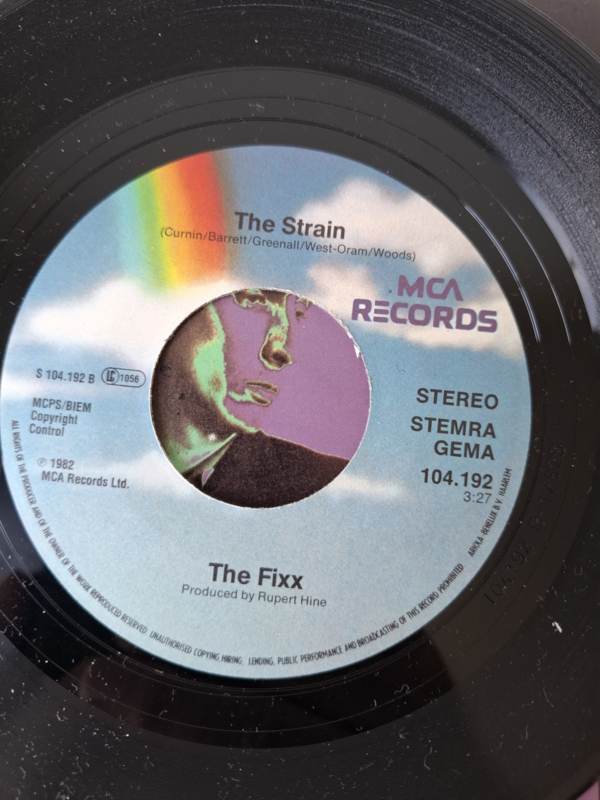 The Strain
(Curnin/Barrett/Greenall/West-Oram/Woods)
MCA
RECORDS
S 104.192 B LC 1056
MCPS/BIEM
Copyright
Control
℗ 1982
MCA Records Ltd.
STEREO
STEMRA
GEMA
104.192
3:27
The Fixx
Produced by Rupert Hine
ALL RIGHTS OF THE PRODUCER AND OF THE OWNER OF THE WORK REPRODUCED RESERVED. UNAUTHORISED COPYING, HIRING, LENDING, PUBLIC PERFORMANCE AND BROADCASTING OF THIS RECORD PROHIBITED
ARIOLA-BENELUX B.V. HAARLEM